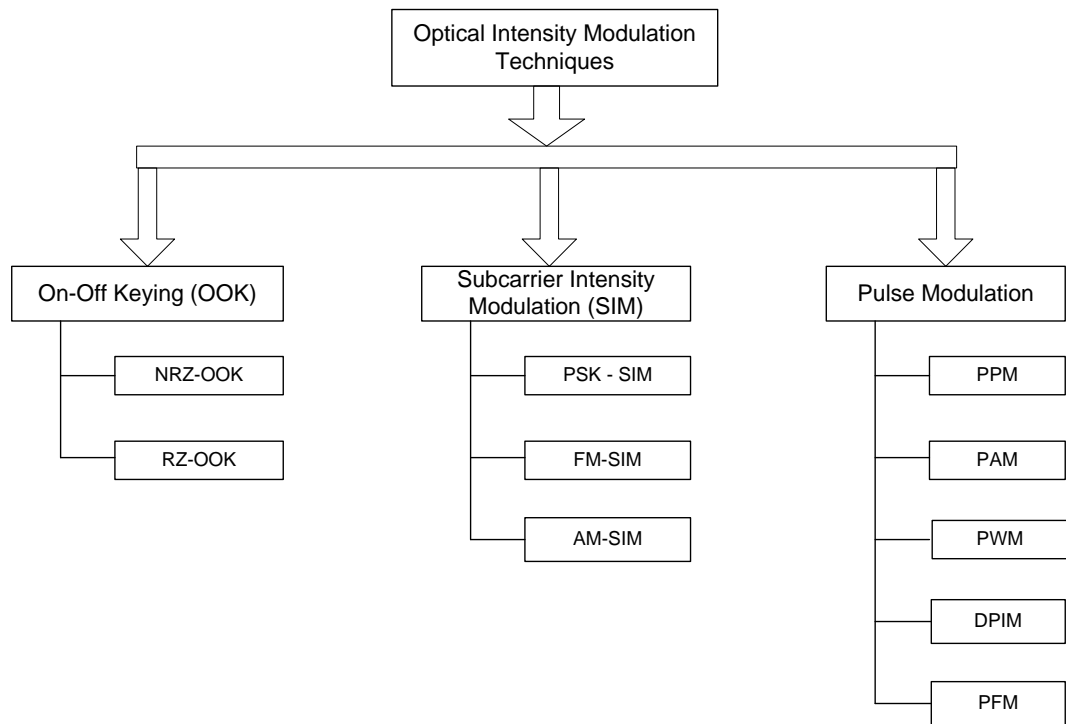 Optical Intensity Modulation
Techniques
On-Off Keying (OOK)
NRZ-OOK
RZ-OOK
Subcarrier Intensity
Modulation (SIM)
PSK - SIM
FM-SIM
AM-SIM
Pulse Modulation
PPM
PAM
PWM
DPIM
PFM